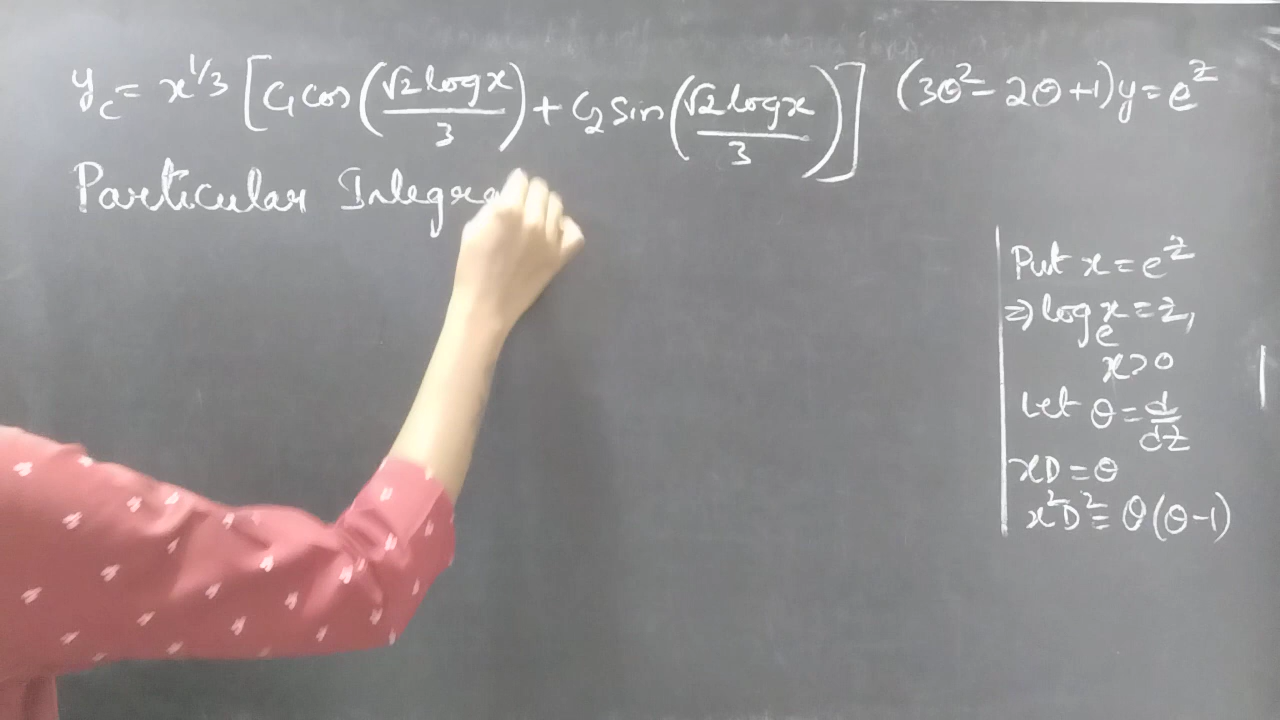 y_c = x^{1/3} [c_1 cos(√2 log x / 3) + c_2 sin(√2 log x / 3)] (3θ² - 2θ + 1)y = e^z
Particular Integra
Put x = e^z
⇒ log_e x = z,
x > 0
Let θ = d/dz
xD = θ
x²D² = θ(θ-1)